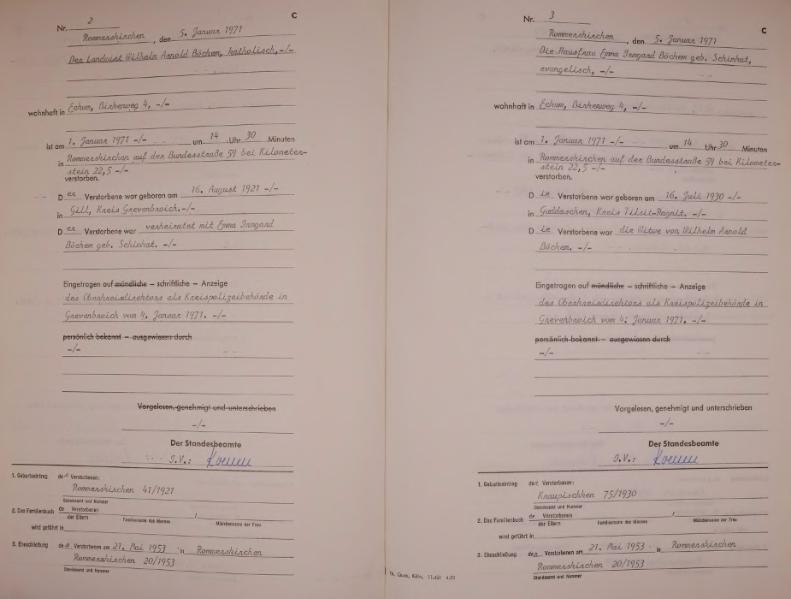 Nr. 2
C
Rommerskirchen, den 5. Januar 1971
Der Landwirt Wilhelm Arnold Böchem, katholisch, -/-
wohnhaft in Eckum, Birkenweg 4, -/-
ist am 1. Januar 1971 -/- um 14 Uhr 30 Minuten
in Rommerskirchen auf der Bundesstraße 59 bei Kilometer-
stein 22,5 -/-
verstorben.
Der Verstorbene war geboren am 16. August 1921 -/-
in Gill, Kreis Grevenbroich. -/-
Der Verstorbene war verheiratet mit Emma Irmgard
Böchem geb. Schinhat. -/-
Eingetragen auf mündliche – schriftliche – Anzeige
des Oberkreisdirektors als Kreispolizeibehörde in
Grevenbroich vom 4. Januar 1971. -/-
persönlich bekannt – ausgewiesen durch
-/-
Vorgelesen, genehmigt und unterschrieben
-/-
Der Standesbeamte
I.V.:
1. Geburtseintrag des Verstorbenen:
Rommerskirchen 41/1921
Standesamt und Nummer
2. Das Familienbuch der Verstorbenen
der Eltern Familienname des Mannes / Mädchenname der Frau
wird geführt in
3. Eheschließung des Verstorbenen am 21. Mai 1953 in Rommerskirchen
Rommerskirchen 20/1953
Standesamt und Nummer
Nr. 3
C
Rommerskirchen, den 5. Januar 1971
Die Hausfrau Emma Irmgard Böchem geb. Schinhat,
evangelisch, -/-
wohnhaft in Eckum, Birkenweg 4, -/-
ist am 1. Januar 1971 -/- um 14 Uhr 30 Minuten
in Rommerskirchen auf der Bundesstraße 59 bei Kilometer-
stein 22,5 -/-
verstorben.
Die Verstorbene war geboren am 16. Juli 1930 -/-
in Kreis Tilsit-Ragnit. -/-
Die Verstorbene war die Witwe von Wilhelm Arnold
Böchem. -/-
Eingetragen auf mündliche – schriftliche – Anzeige
des Oberkreisdirektors als Kreispolizeibehörde in
Grevenbroich vom 4. Januar 1971. -/-
persönlich bekannt – ausgewiesen durch
-/-
Vorgelesen, genehmigt und unterschrieben
-/-
Der Standesbeamte
I.V.:
1. Geburtseintrag der Verstorbenen:
75/1930
Standesamt und Nummer
2. Das Familienbuch der Verstorbenen
der Eltern Familienname des Mannes / Mädchenname der Frau
wird geführt in
3. Eheschließung der Verstorbenen am 21. Mai 1953 in Rommerskirchen
Rommerskirchen 20/1953
Standesamt und Nummer